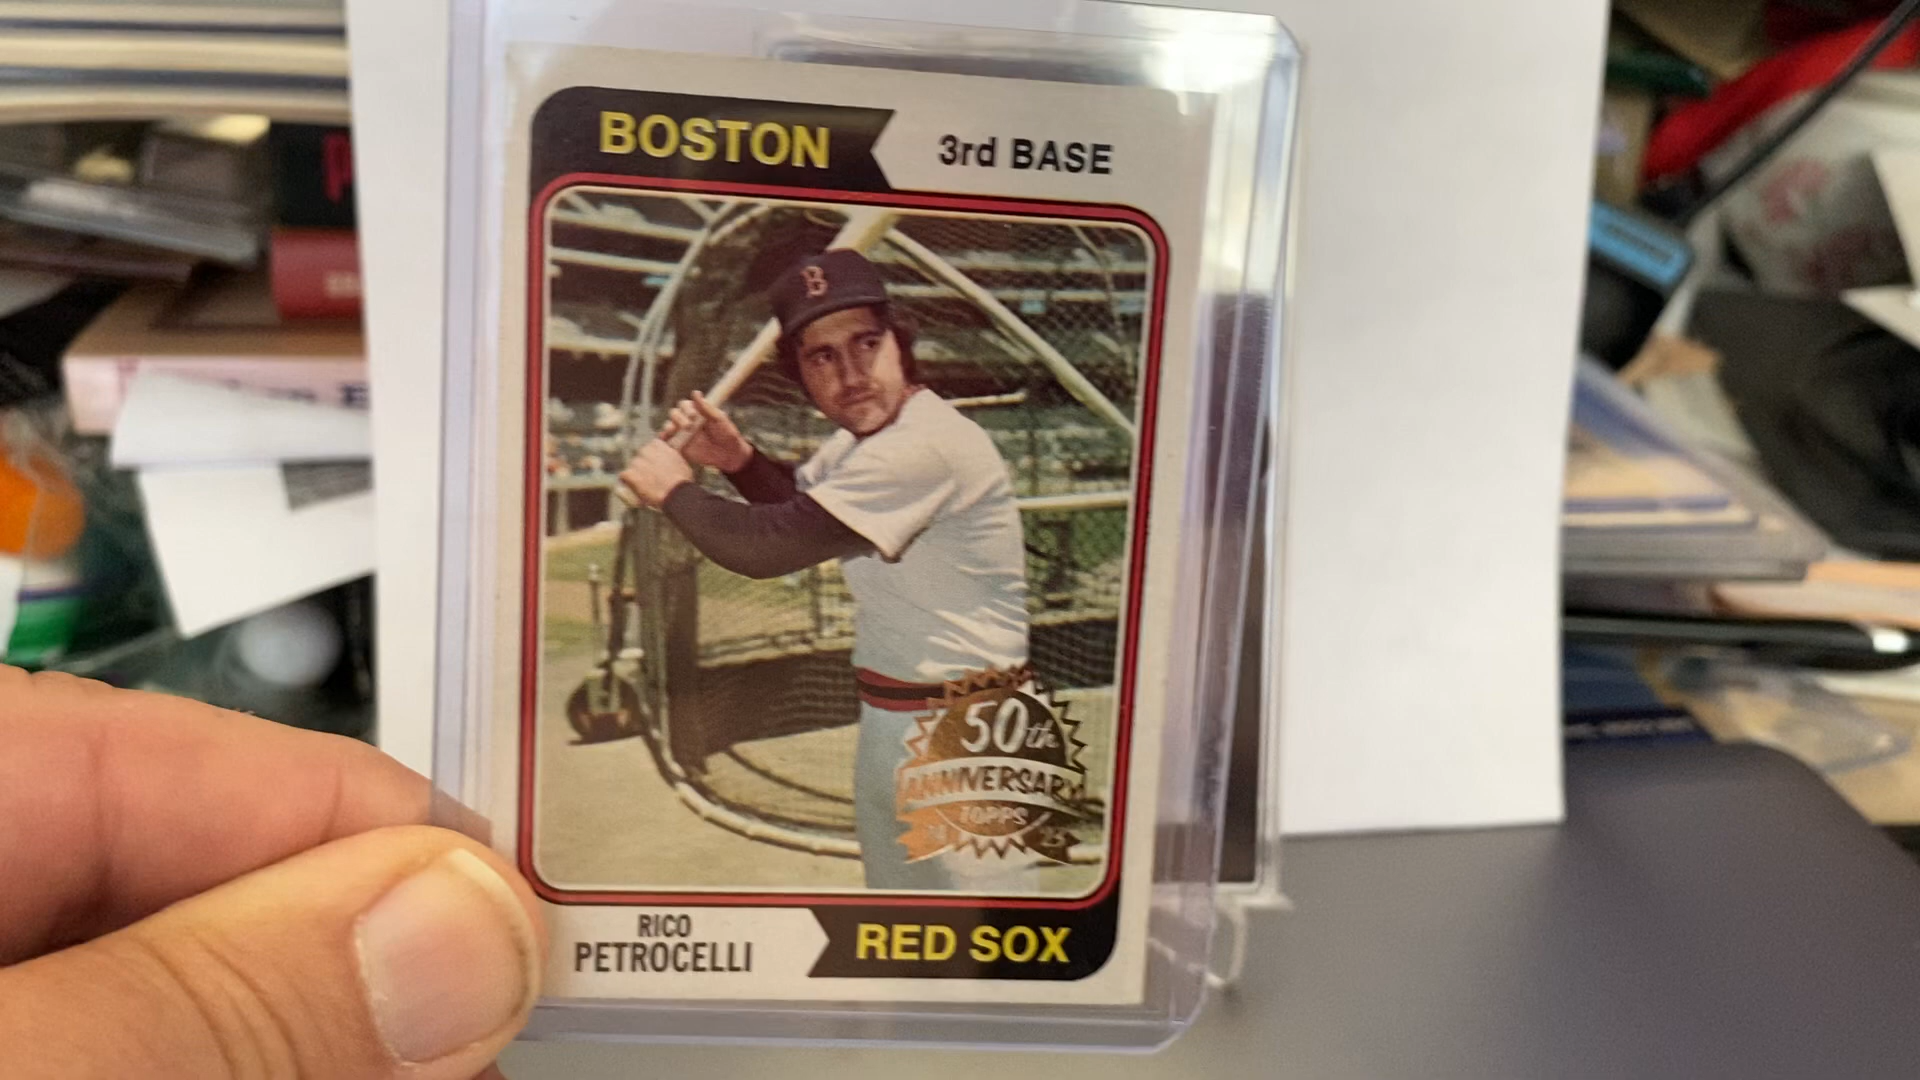 BOSTON
3rd BASE
B
50th
ANNIVERSARY
TOPPS
RICO
PETROCELLI
RED SOX